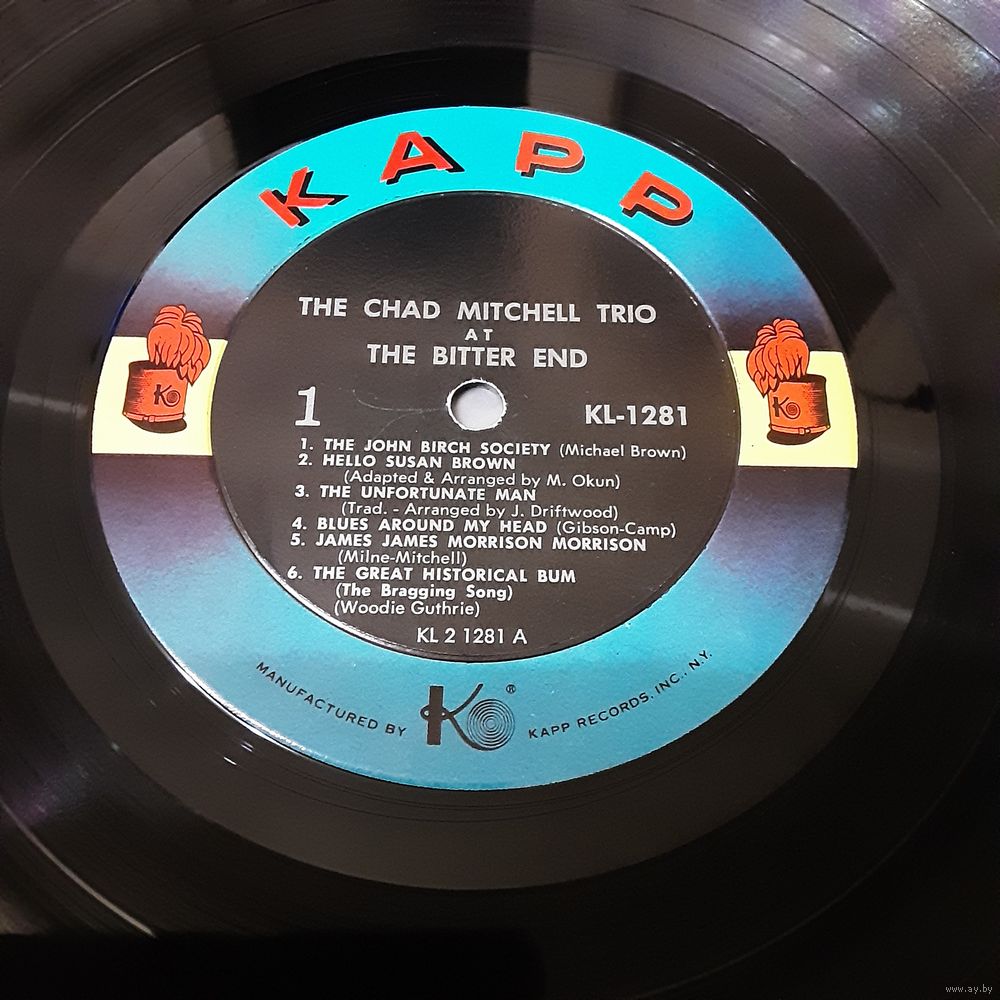 KAPP
THE CHAD MITCHELL TRIO
AT
THE BITTER END
1
KL-1281
1. THE JOHN BIRCH SOCIETY (Michael Brown)
2. HELLO SUSAN BROWN
(Adapted & Arranged by M. Okun)
3. THE UNFORTUNATE MAN
(Trad. - Arranged by J. Driftwood)
4. BLUES AROUND MY HEAD (Gibson-Camp)
5. JAMES JAMES MORRISON MORRISON
(Milne-Mitchell)
6. THE GREAT HISTORICAL BUM
(The Bragging Song)
(Woodie Guthrie)
KL 2 1281 A
MANUFACTURED BY K ® KAPP RECORDS, INC., N.Y.
K
K
www.ay.by